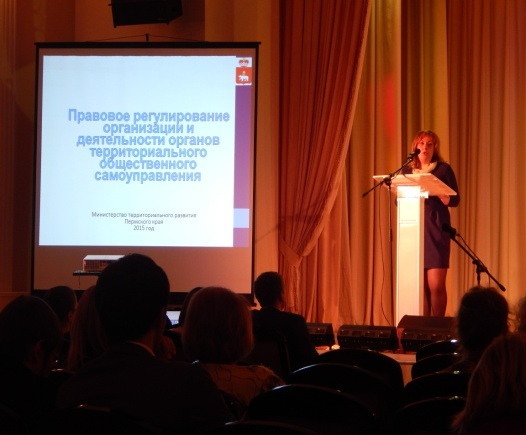 Правовое регулирование
организации и
деятельности органов
территориального
общественного
самоуправления
Министерство территориального развития
Пермского края
2015 год